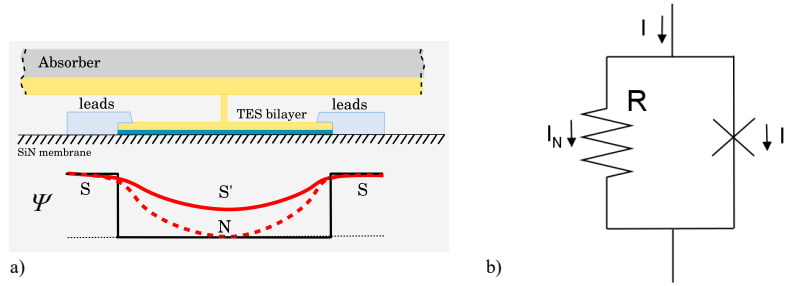 Absorber
leads
TES bilayer
leads
SiN membrane
S
S'
S
Ψ
N
a)
I
R
I_N
I
b)